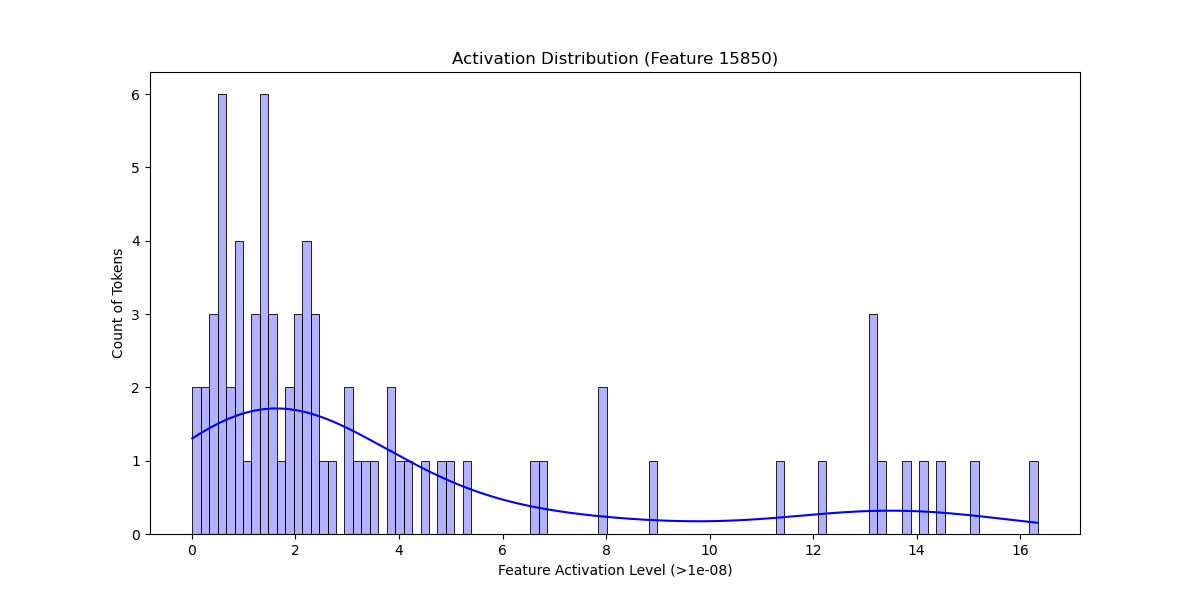 Activation Distribution (Feature 15850)
6
5
4
3
2
1
0
Count of Tokens
0 2 4 6 8 10 12 14 16
Feature Activation Level (>1e-08)